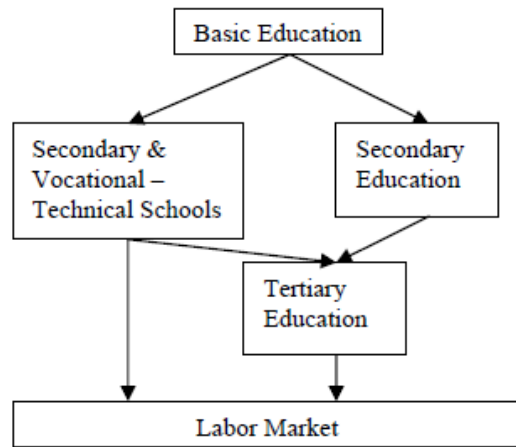 Basic Education
Secondary &
Vocational –
Technical Schools
Secondary
Education
Tertiary
Education
Labor Market